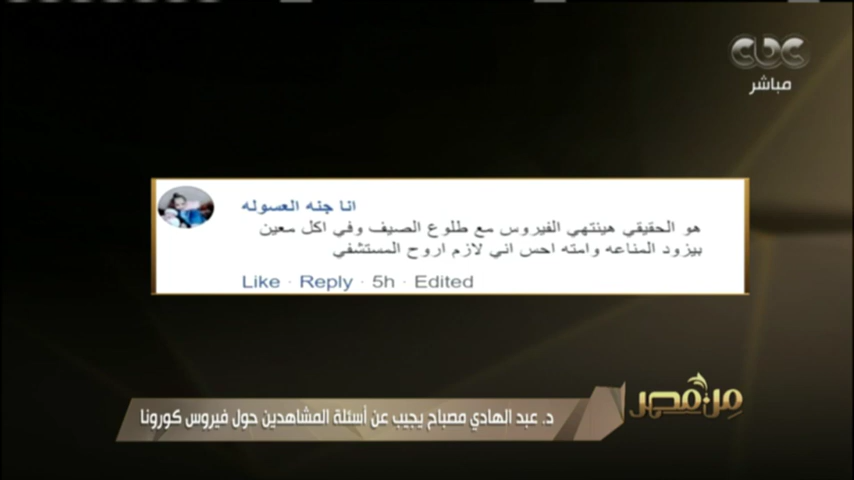 cbc
مباشر
انا جنه العسوله
هو الحقيقي هينتهي الفيروس مع طلوع الصيف وفي اكل معين
بيزود المناعه وامته احس اني لازم اروح المستشفي
Like · Reply · 5h · Edited
من مصر
د. عبد الهادي مصباح يجيب عن أسئلة المشاهدين حول فيروس كورونا